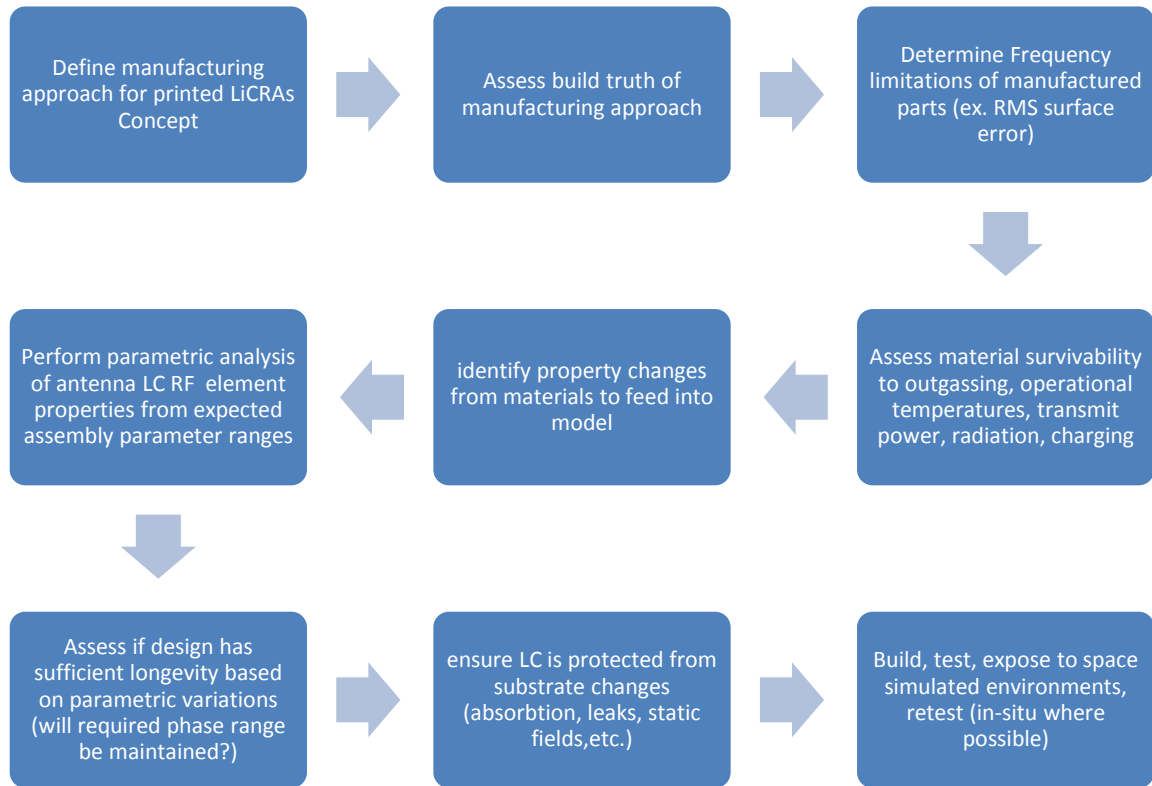 Define manufacturing
approach for printed LiCRAs
Concept
Assess build truth of
manufacturing approach
Determine Frequency
limitations of manufactured
parts (ex. RMS surface
error)
Assess material survivability
to outgassing, operational
temperatures, transmit
power, radiation, charging
identify property changes
from materials to feed into
model
Perform parametric analysis
of antenna LC RF element
properties from expected
assembly parameter ranges
Assess if design has
sufficient longevity based
on parametric variations
(will required phase range
be maintained?)
ensure LC is protected from
substrate changes
(absorbtion, leaks, static
fields,etc.)
Build, test, expose to space
simulated environments,
retest (in-situ where
possible)